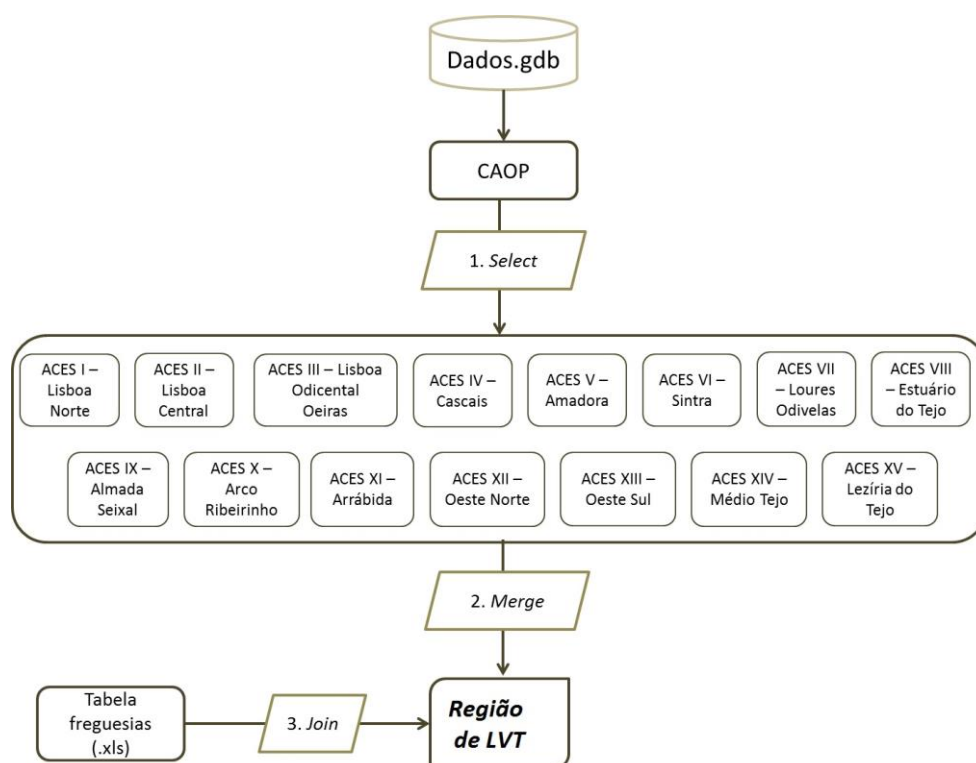 Dados.gdb
CAOP
1. Select
ACES I –
Lisboa
Norte
ACES II –
Lisboa
Central
ACES III – Lisboa
Odicental
Oeiras
ACES IV –
Cascais
ACES V –
Amadora
ACES VI –
Sintra
ACES VII
– Loures
Odivelas
ACES VIII
– Estuário
do Tejo
ACES IX –
Almada
Seixal
ACES X –
Arco
Ribeirinho
ACES XI –
Arrábida
ACES XII –
Oeste Norte
ACES XIII –
Oeste Sul
ACES XIV –
Médio Tejo
ACES XV –
Lezíria do
Tejo
2. Merge
Tabela
freguesias
(.xls)
3. Join
Região
de LVT